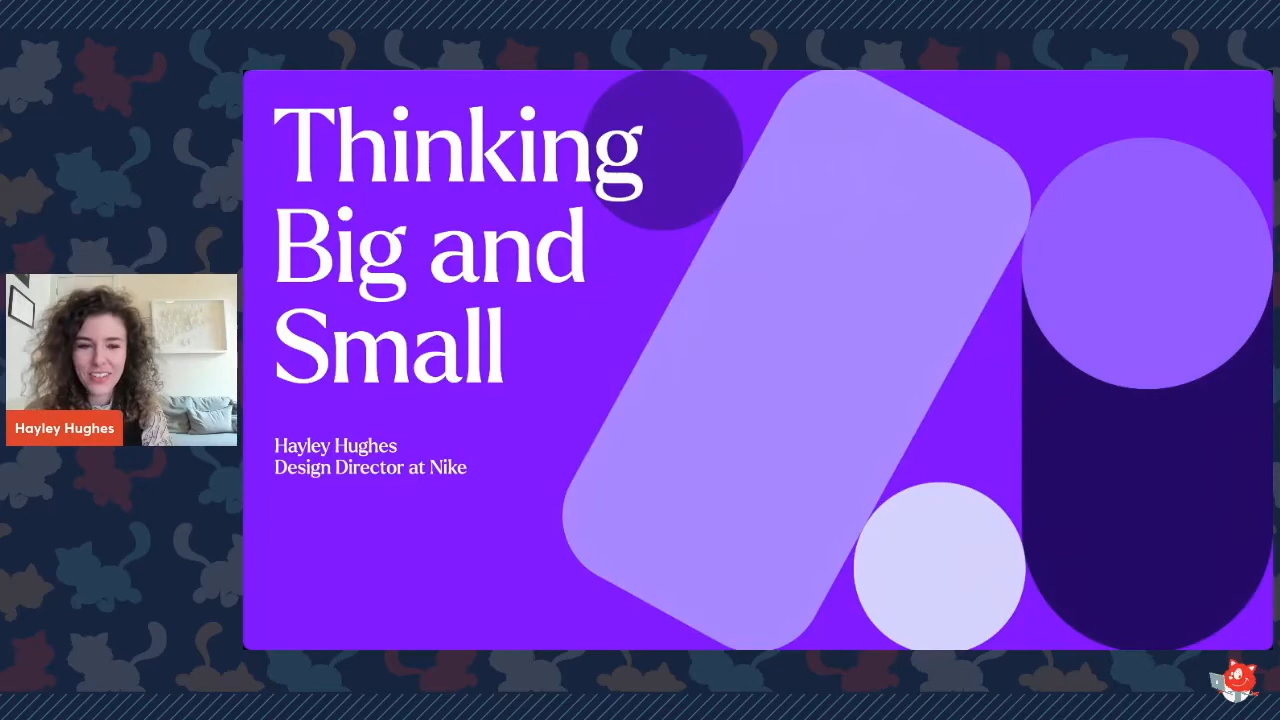 Thinking
Big and
Small
Hayley Hughes
Design Director at Nike
Hayley Hughes